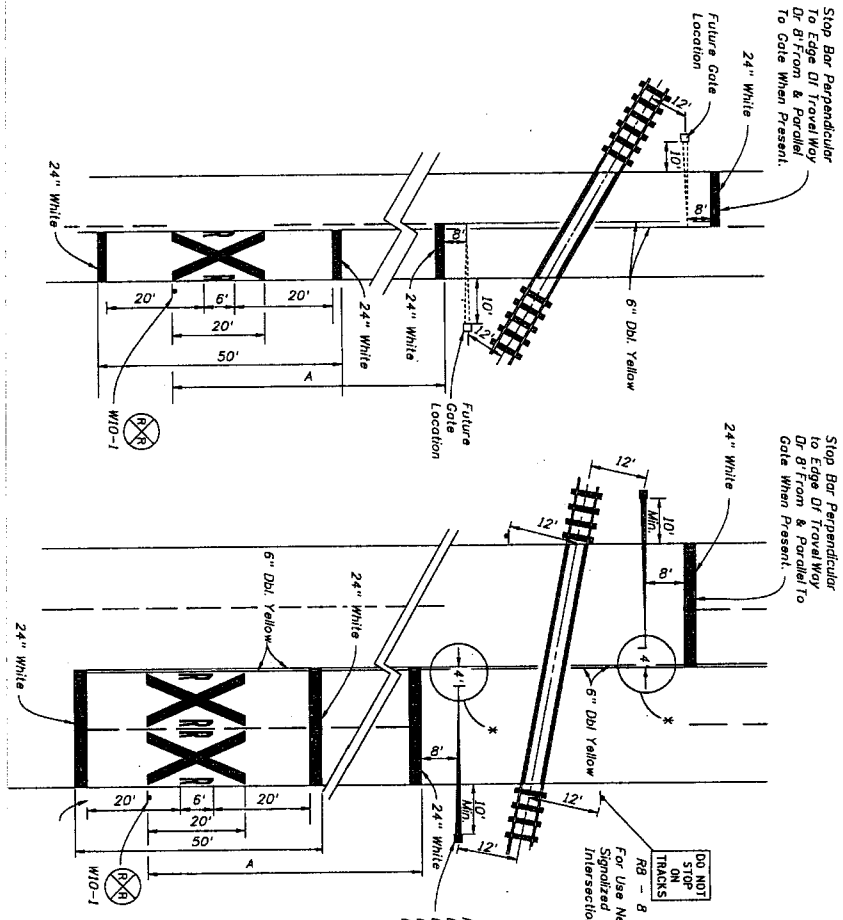 Stop Bar Perpendicular
To Edge Of Travel Way
Or 8' From & Parallel
To Gate When Present.
24" White
Future Gate
Location
12'
10'
8'
6" Dbl. Yellow
8'
10'
12'
Future
Gate
Location
24" White
24" White
24" White
R R
20'
6'
20'
20'
50'
A
W10-1
R R
Stop Bar Perpendicular
to Edge Of Travel Way
Or 8' From & Parallel To
Gate When Present.
24" White
12'
10'
Min.
8'
12'
4'
6" Dbl Yellow
4'
*
12'
DO NOT
STOP
ON
TRACKS
R8 - 8
Signalized
8'
10'
Min.
12'
24" White
6" Dbl. Yellow
24" White
24" White
R R
R R
20'
6'
20'
20'
50'
A
W10-1
R R